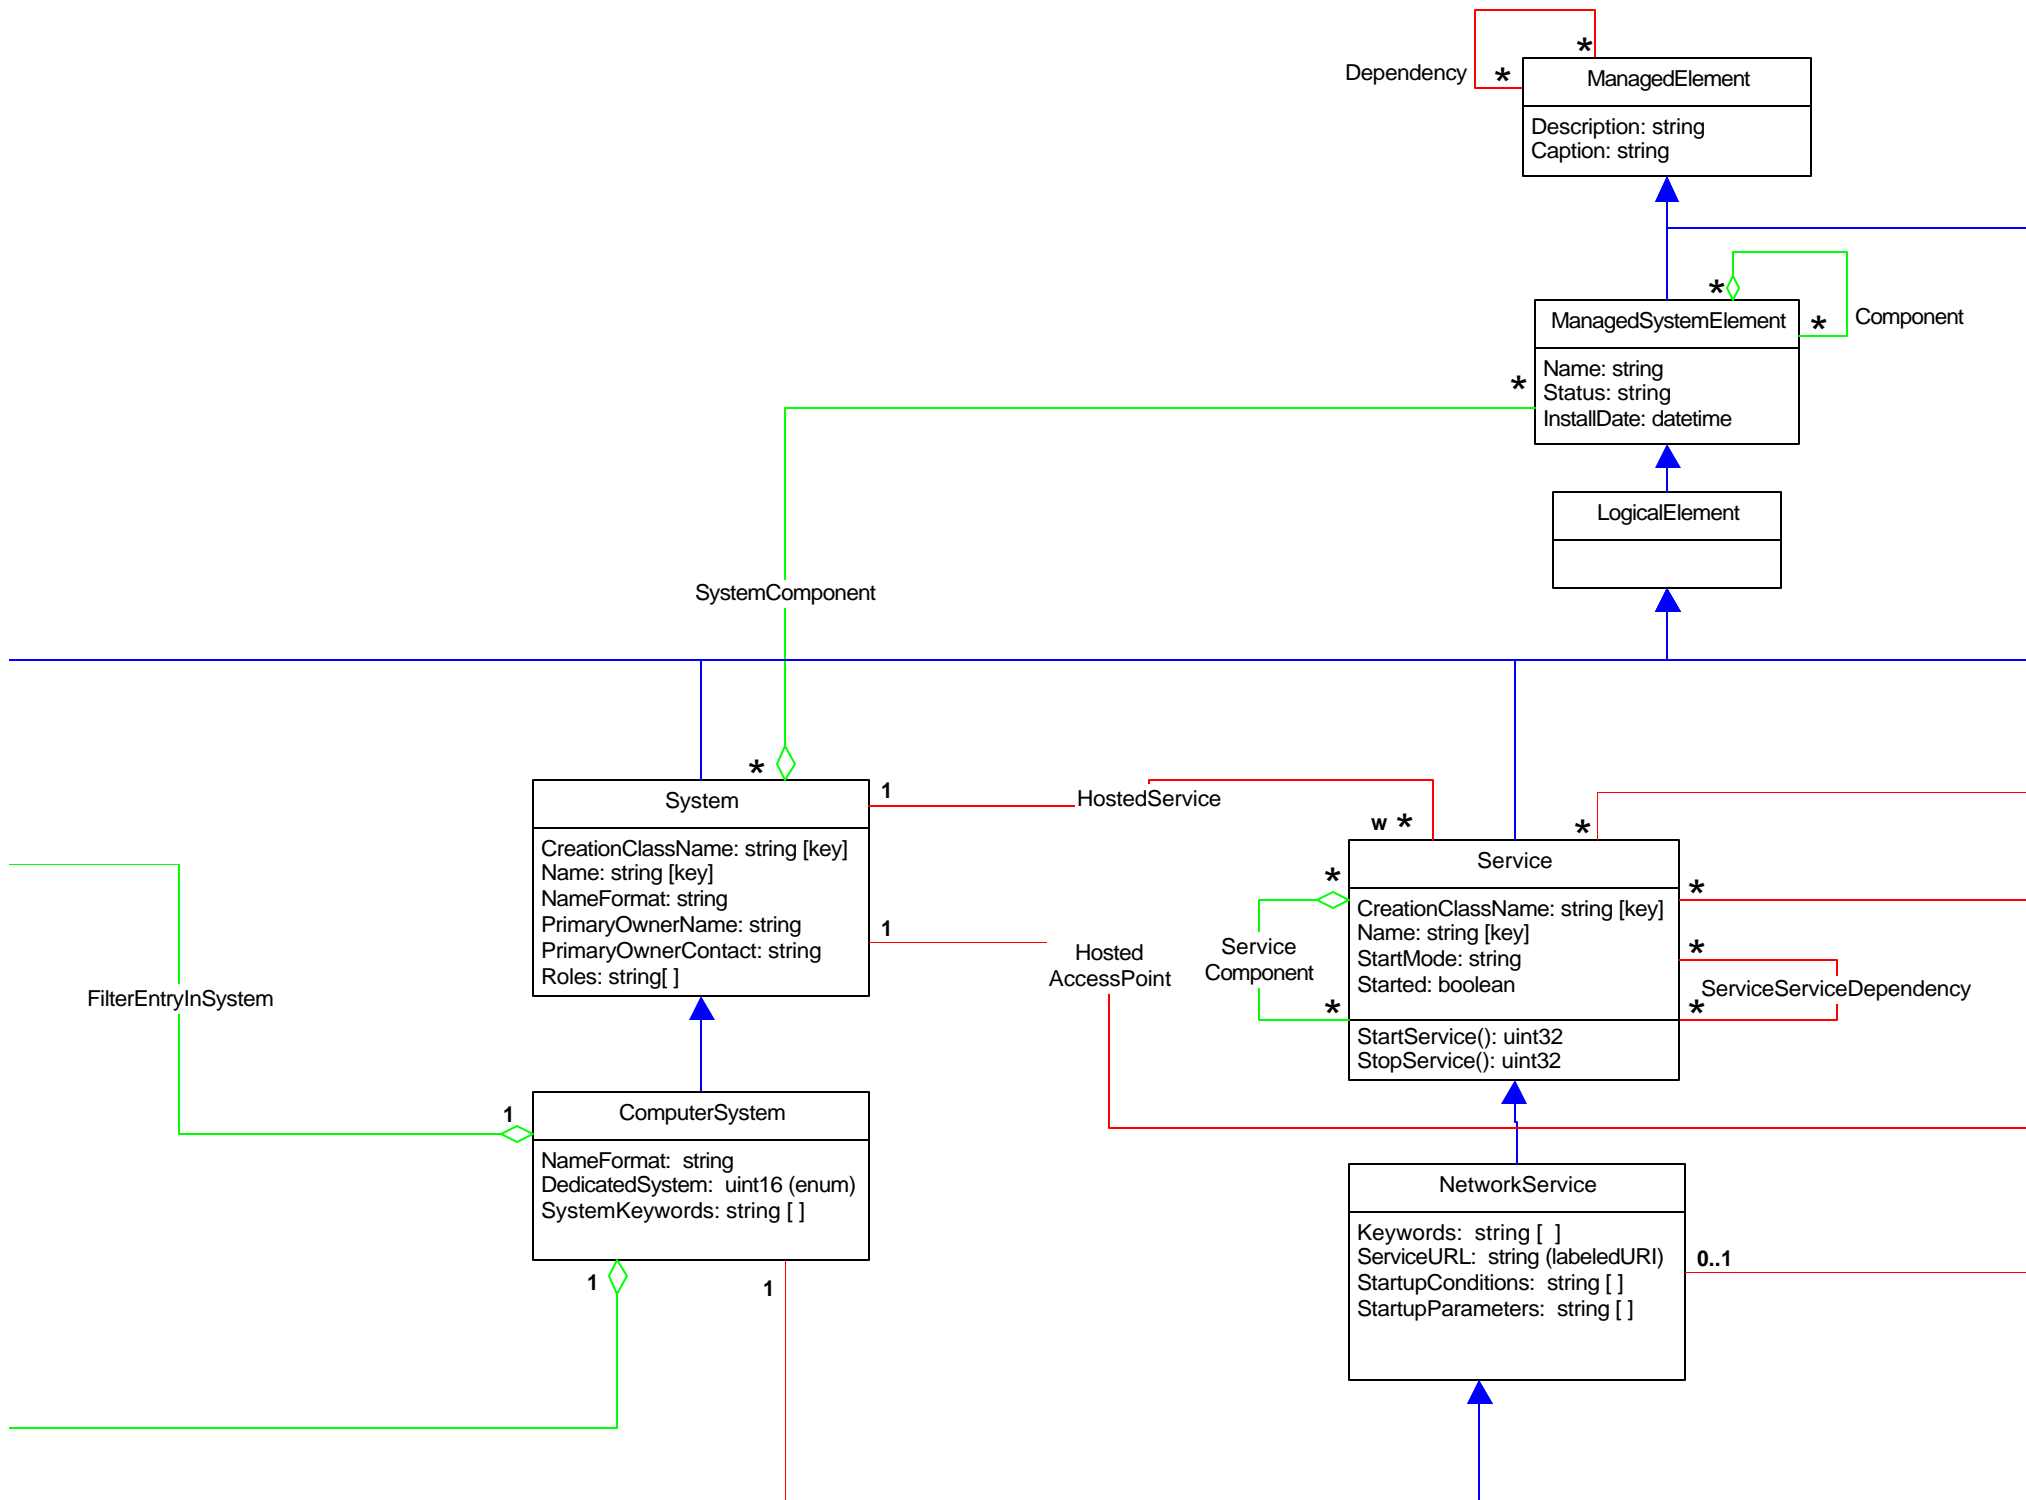 *
Dependency
*
ManagedElement
Description: string
Caption: string
*
ManagedSystemElement
*
Component
Name: string
Status: string
InstallDate: datetime
*
LogicalElement
SystemComponent
*
System
1
HostedService
w *
*
CreationClassName: string [key]
Name: string [key]
NameFormat: string
PrimaryOwnerName: string
PrimaryOwnerContact: string
Roles: string[ ]
1
Hosted
AccessPoint
Service
*
*
CreationClassName: string [key]
Name: string [key]
StartMode: string
Started: boolean
Service
Component
*
*
ServiceServiceDependency
*
StartService(): uint32
StopService(): uint32
FilterEntryInSystem
1
ComputerSystem
NameFormat:  string
DedicatedSystem:  uint16 (enum)
SystemKeywords: string [ ]
1
1
NetworkService
Keywords:  string [  ]
ServiceURL:  string (labeledURI)
StartupConditions:  string [ ]
StartupParameters:  string [ ]
0..1